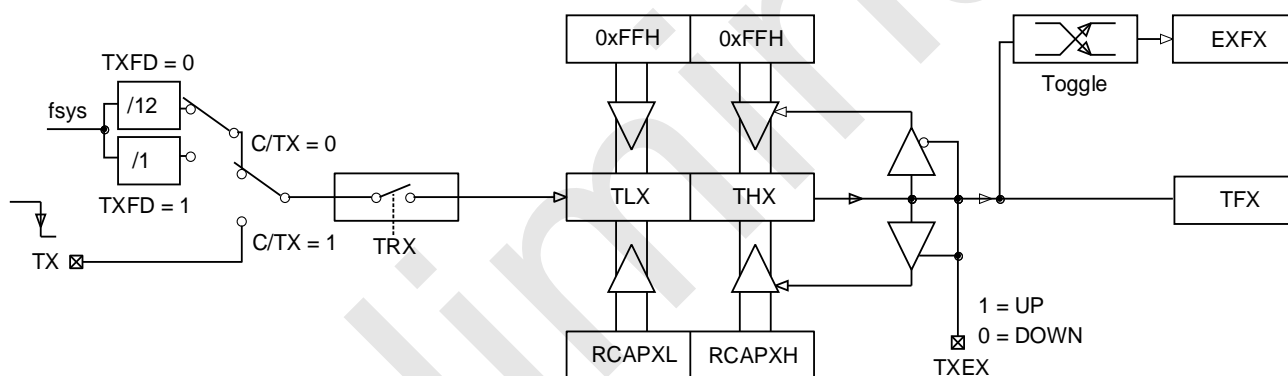 0xFFH 0xFFH
EXFX
Toggle
TXFD = 0
fsys
/12
C/TX = 0
/1
TXFD = 1
TLX THX
TFX
C/TX = 1
TRX
TX
1 = UP
0 = DOWN
RCAPXL RCAPXH
TXEX